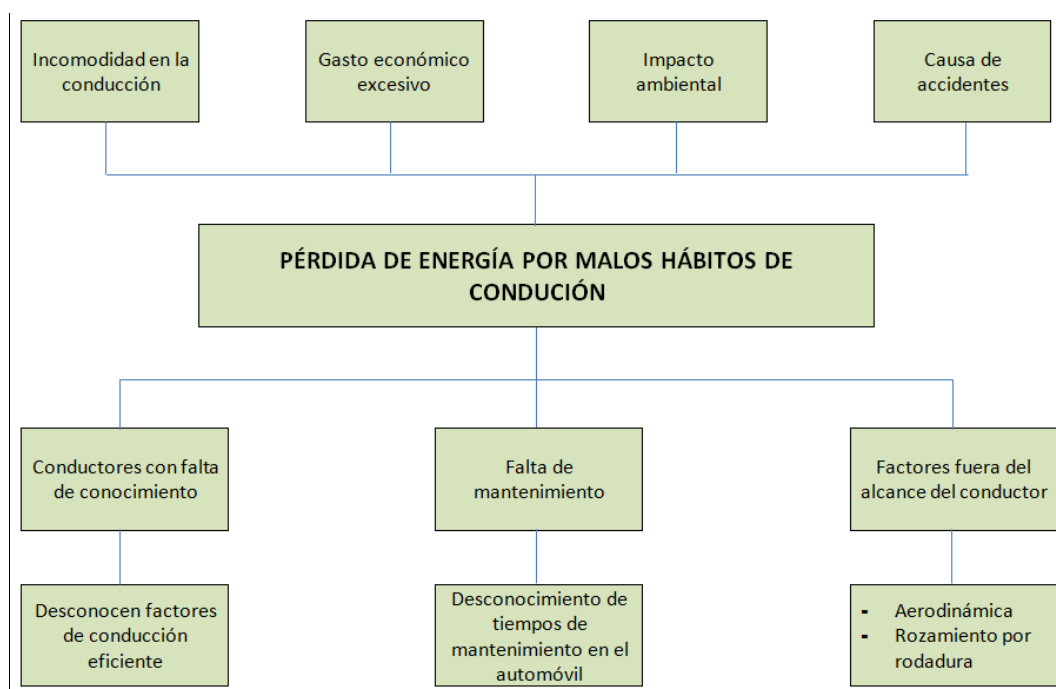 Incomodidad en la
conducción
Gasto económico
excesivo
Impacto
ambiental
Causa de
accidentes
PÉRDIDA DE ENERGÍA POR MALOS HÁBITOS DE
CONDUCIÓN
Conductores con falta
de conocimiento
Falta de
mantenimiento
Factores fuera del
alcance del conductor
Desconocen factores
de conducción
eficiente
Desconocimiento de
tiempos de
mantenimiento en el
automóvil
- Aerodinámica
- Rozamiento por
rodadura